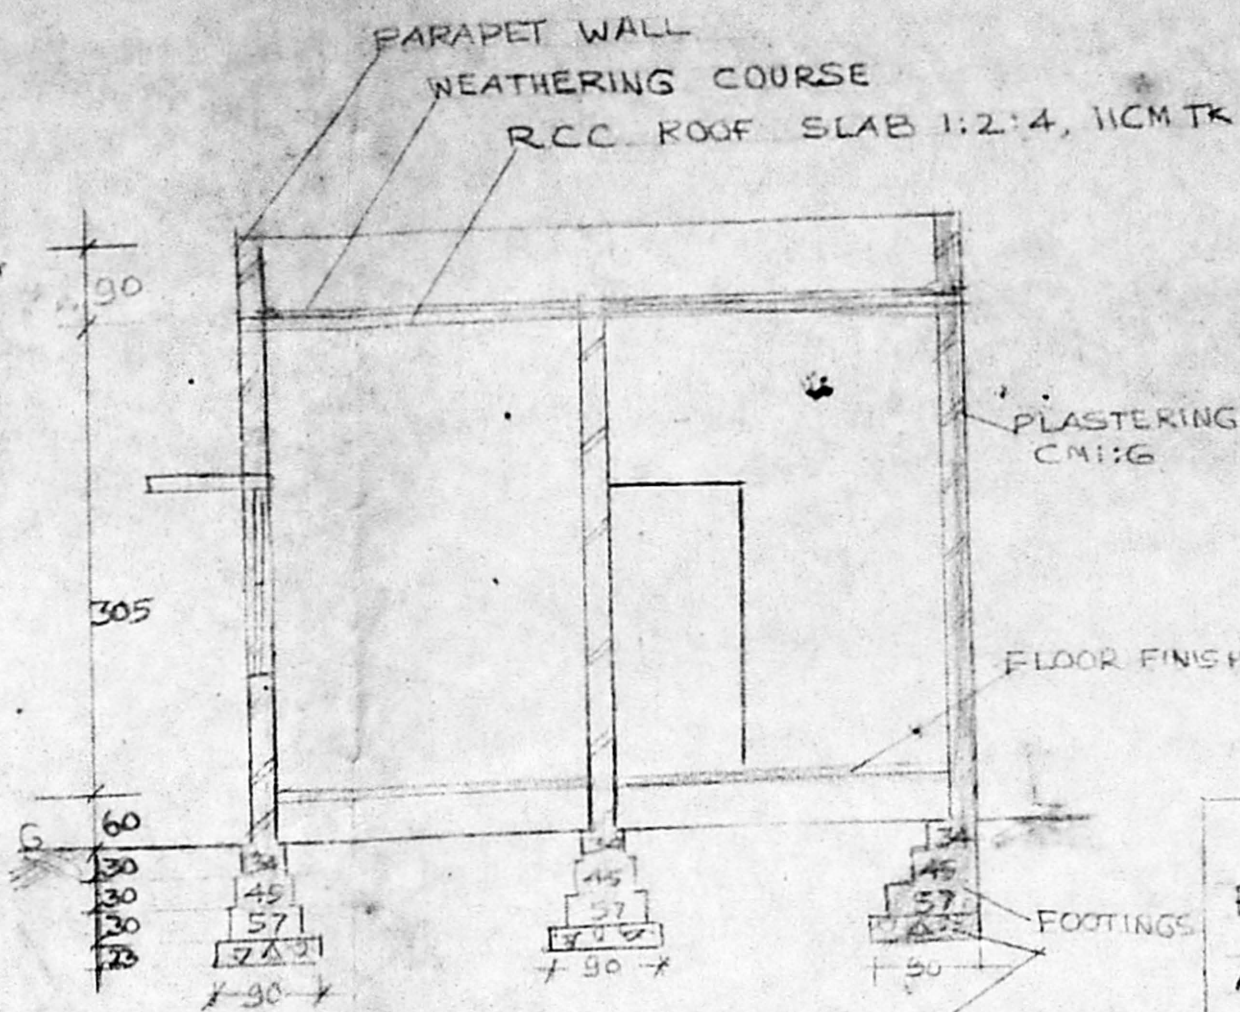 PARAPET WALL
WEATHERING COURSE
RCC ROOF SLAB 1:2:4, 11CM TK
90
PLASTERING
CM1:6
305
FLOOR FINISH
60
G
30
30
30
23
34
45
57
90
34
45
57
90
34
45
57
90
FOOTINGS